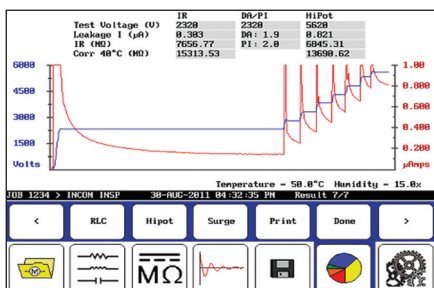 IR DA/PI HiPot
Test Voltage (V) 2320 2320 5620
Leakage I (µA) 0.303 DA: 1.9 0.821
IR (MΩ) 7656.77 PI: 2.0 6845.31
Corr 40°C (MΩ) 15313.53 13690.62
6000 1.00
4500 0.800
3000 0.600
1500 0.400
0.200
Volts µAmps
Temperature = 50.0°C Humidity = 15.0%
JOB 1234 > INCOM INSP 30-AUG-2011 04:32:35 PM Result 7/7
< RLC Hipot Surge Print Done >
M MΩ